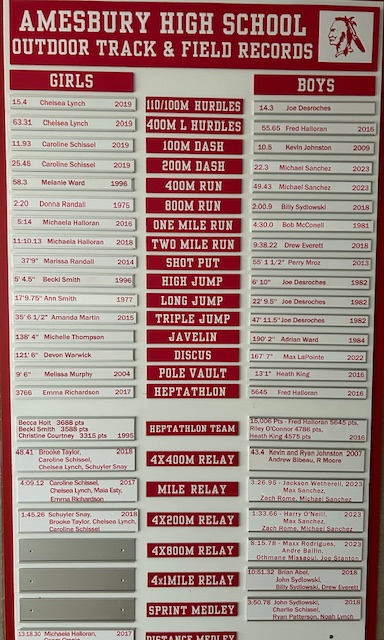 AMESBURY HIGH SCHOOL
OUTDOOR TRACK & FIELD RECORDS
GIRLS BOYS
15.4 Chelsea Lynch 2019 110/100M HURDLES 14.3 Joe Desroches
63.31 Chelsea Lynch 2019 400M L HURDLES 55.65 Fred Halloran 2016
11.93 Caroline Schissel 2019 100M DASH 10.5 Kevin Johnston 2009
25.45 Caroline Schissel 2019 200M DASH 22.3 Michael Sanchez 2023
58.3 Melanie Ward 1996 400M RUN 49.43 Michael Sanchez 2023
2:20 Donna Randall 1975 800M RUN 2:00.9 Billy Sydlowski 2018
5:14 Michaela Halloran 2016 ONE MILE RUN 4:30.0 Bob McConell 1981
11:10.13 Michaela Halloran 2018 TWO MILE RUN 9:38.22 Drew Everett 2018
37'9" Marissa Randall 2014 SHOT PUT 55' 1 1/2" Perry Mroz 2013
5' 4.5" Becki Smith 1996 HIGH JUMP 6' 10" Joe Desroches 1982
17'9.75" Ann Smith 1977 LONG JUMP 22' 9.5" Joe Desroches 1982
35' 6 1/2" Amanda Martin 2015 TRIPLE JUMP 47' 11.5" Joe Desroches 1982
138' 4" Michelle Thompson JAVELIN 190' 2" Adrian Ward 1984
121' 6" Devon Warwick DISCUS 167' 7" Max LaPointe 2022
9' 6" Melissa Murphy 2004 POLE VAULT 13'1" Heath King 2016
3766 Emma Richardson 2017 HEPTATHLON 5645 Fred Halloran 2016
Becca Holt 3688 pts
Becki Smith 3588 pts
Christine Courtney 3315 pts 1995
HEPTATHLON TEAM
15,006 Pts - Fred Halloran 5645 pts,
Riley O'Connor 4786 pts,
Heath King 4575 pts 2016
48.41 Brooke Taylor, 2018
Caroline Schissel,
Chelsea Lynch, Schuyler Snay
4X400M RELAY
43.4 Kevin and Ryan Johnston 2007
Andrew Bibeau, R Moore
4:09.12 Caroline Schissel, 2017
Chelsea Lynch, Maia Esty,
Emma Richardson
MILE RELAY
3:26.95 - Jackson Wetherell, 2023
Max Sanchez,
Zach Rome, Michael Sanchez
1:45.26 Schuyler Snay, 2018
Brooke Taylor, Chelsea Lynch,
Caroline Schissel
4X200M RELAY
1:33.66 - Harry O'Neill, 2023
Max Sanchez,
Zach Rome, Michael Sanchez
4X800M RELAY
8:15.78 - Maxx Rodrigues, 2023
Andre Bailin,
Othmane Missaoui, Joe Stanton
4x1MILE RELAY
10:51.32 Brian Abel, 2018
John Sydlowski,
Billy Sydlowski, Drew Everett
SPRINT MEDLEY
3:50.76 John Sydlowski, 2018
Charlie Schissel,
Ryan Patterson, Noah Lynch
13:18.30 Michaela Halloran, 2017
DISTANCE MEDLEY